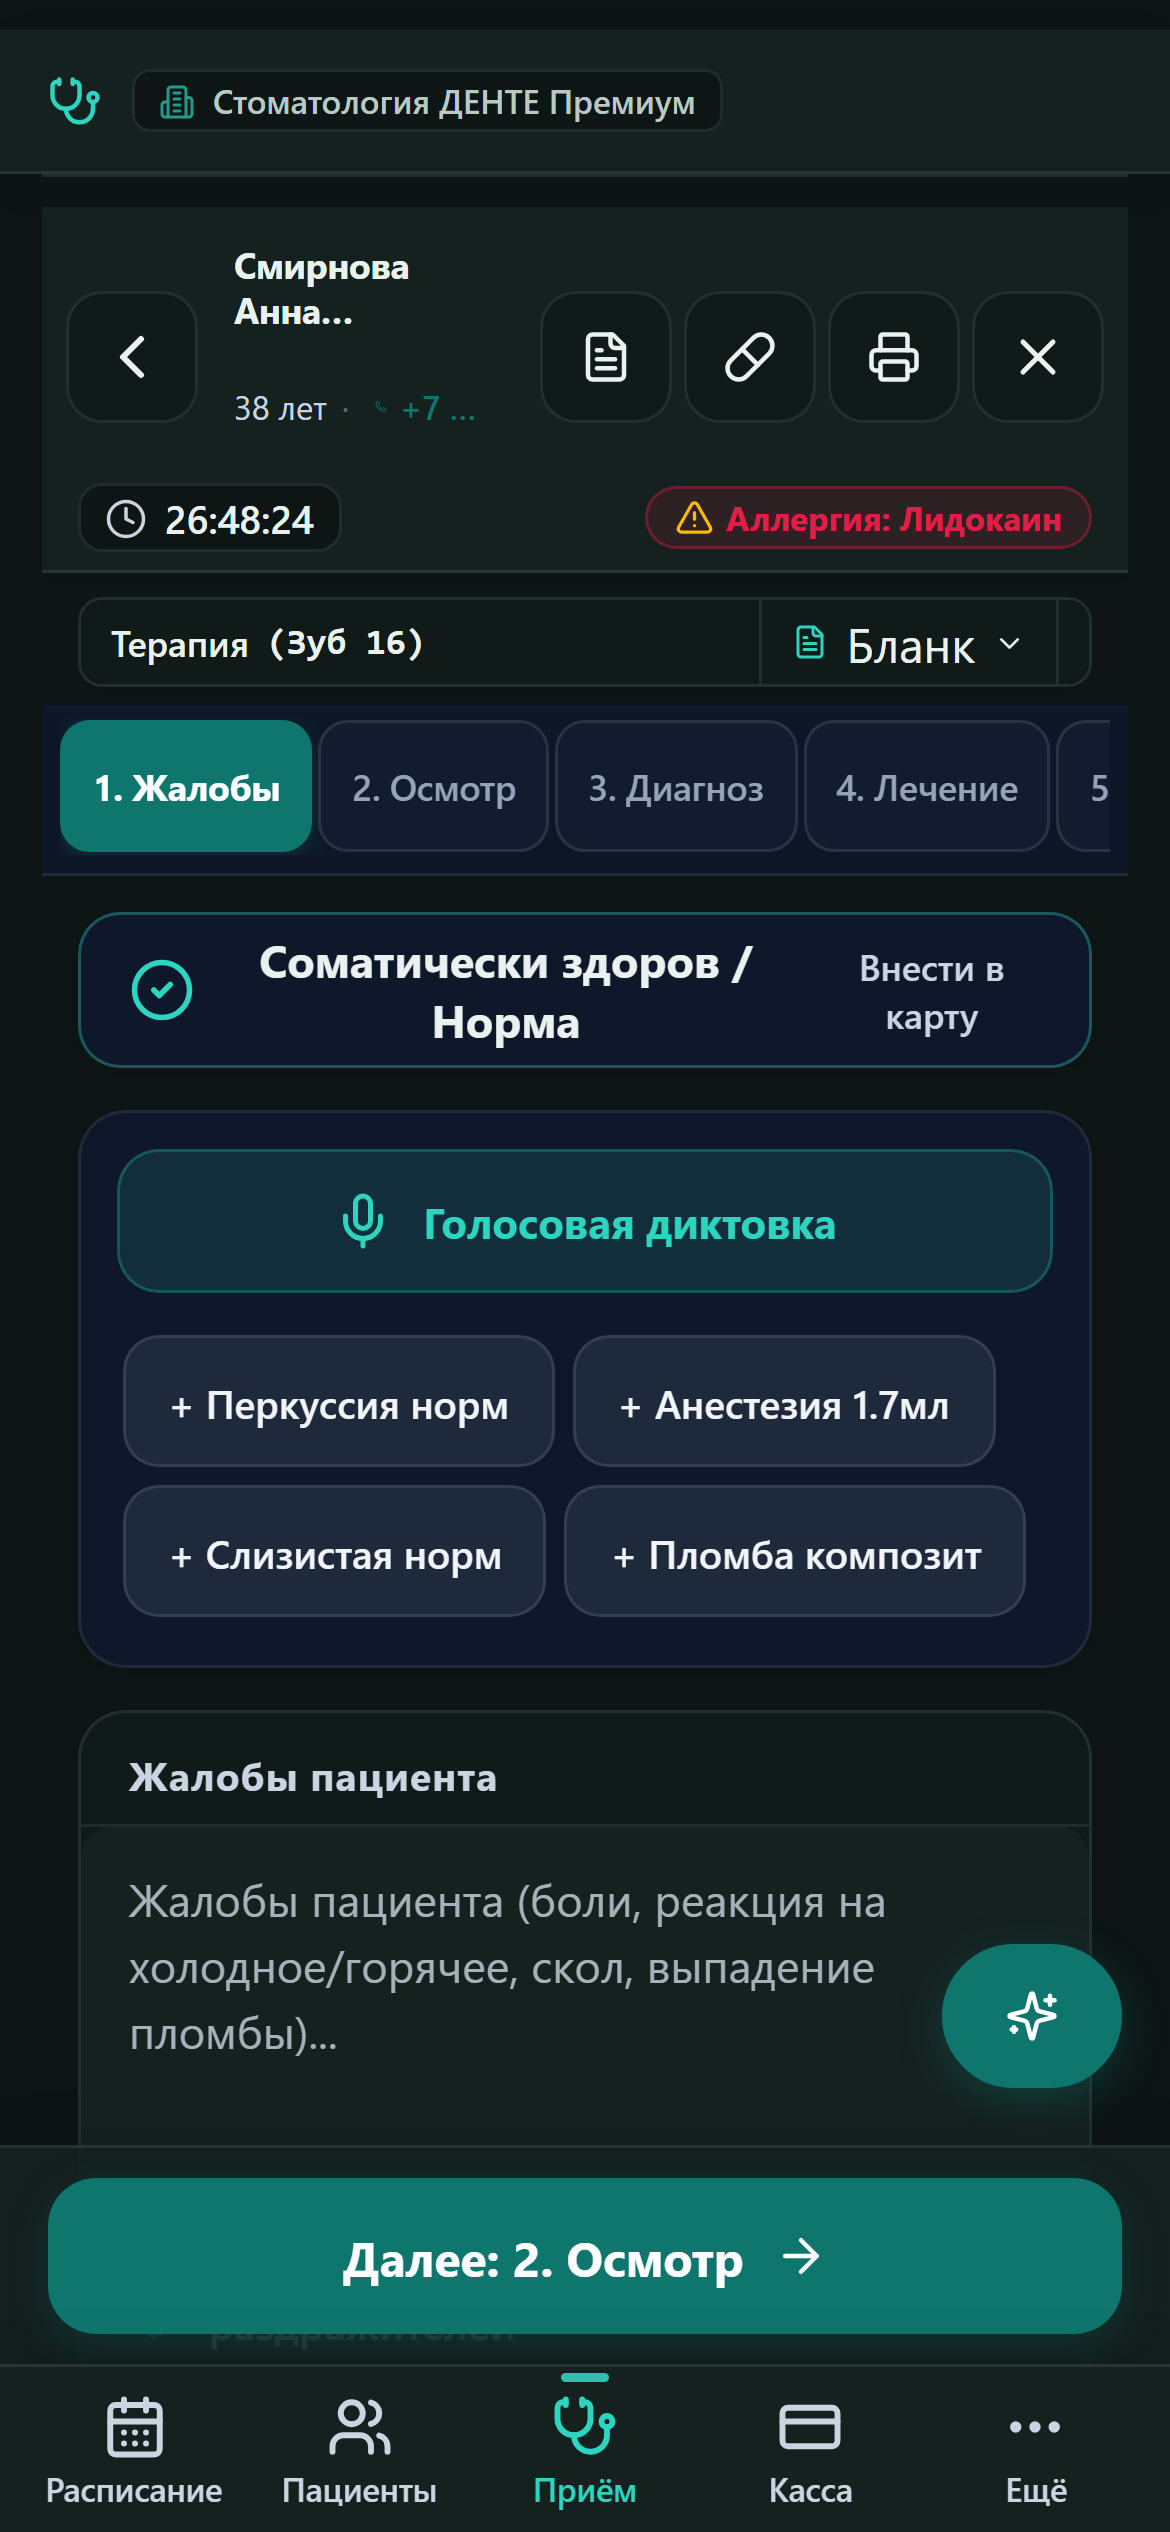 Стоматология ДЕНТЕ Премиум
Смирнова
Анна...
38 лет · +7 ...
26:48:24
Аллергия: Лидокаин
Терапия (Зуб 16)
Бланк
1. Жалобы
2. Осмотр
3. Диагноз
4. Лечение
5
Соматически здоров /
Норма
Внести в
карту
Голосовая диктовка
+ Перкуссия норм
+ Анестезия 1.7мл
+ Слизистая норм
+ Пломба композит
Жалобы пациента
Жалобы пациента (боли, реакция на
холодное/горячее, скол, выпадение
пломбы)...
Далее: 2. Осмотр
раздражителей
Расписание
Пациенты
Приём
Касса
Ещё